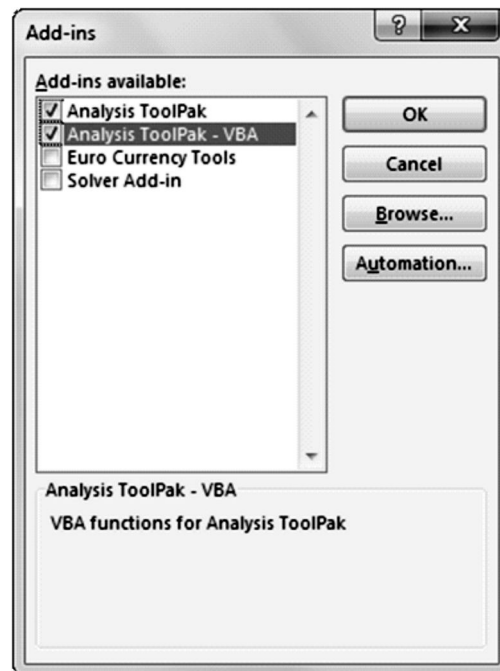 Add-ins
?
X
Add-ins available:
Analysis ToolPak
Analysis ToolPak - VBA
Euro Currency Tools
Solver Add-in
OK
Cancel
Browse...
Automation...
Analysis ToolPak - VBA
VBA functions for Analysis ToolPak